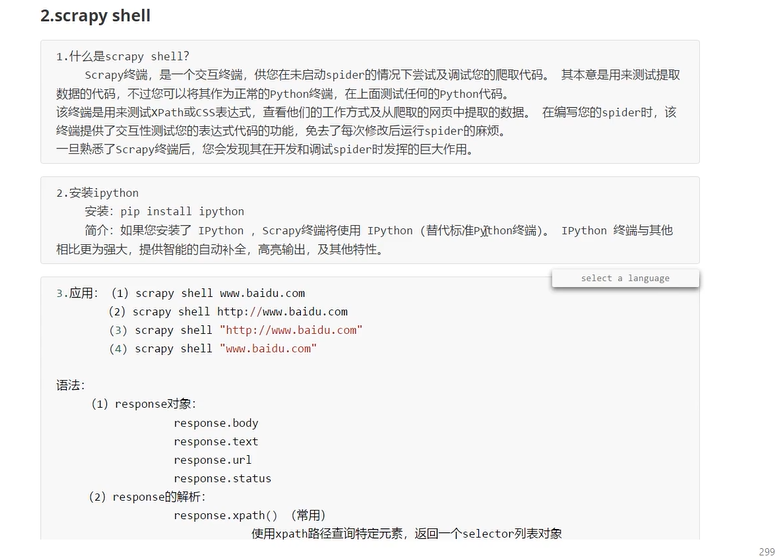 2.scrapy shell
1.什么是scrapy shell？
Scrapy终端，是一个交互终端，供您在未启动spider的情况下尝试及调试您的爬取代码。 其本意是用来测试提取
数据的代码，不过您可以将其作为正常的Python终端，在上面测试任何的Python代码。
该终端是用来测试XPath或CSS表达式，查看他们的工作方式及从爬取的网页中提取的数据。 在编写您的spider时，该
终端提供了交互性测试您的表达式代码的功能，免去了每次修改后运行spider的麻烦。
一旦熟悉了Scrapy终端后，您会发现其在开发和调试spider时发挥的巨大作用。
2.安装ipython
安装：pip install ipython
简介：如果您安装了 IPython ，Scrapy终端将使用 IPython (替代标准Python终端)。 IPython 终端与其他
相比更为强大，提供智能的自动补全，高亮输出，及其他特性。
select a language
3.应用：（1）scrapy shell www.baidu.com
（2）scrapy shell http://www.baidu.com
（3）scrapy shell "http://www.baidu.com"
（4）scrapy shell "www.baidu.com"
语法：
（1）response对象：
response.body
response.text
response.url
response.status
（2）response的解析：
response.xpath() （常用）
使用xpath路径查询特定元素，返回一个selector列表对象
299